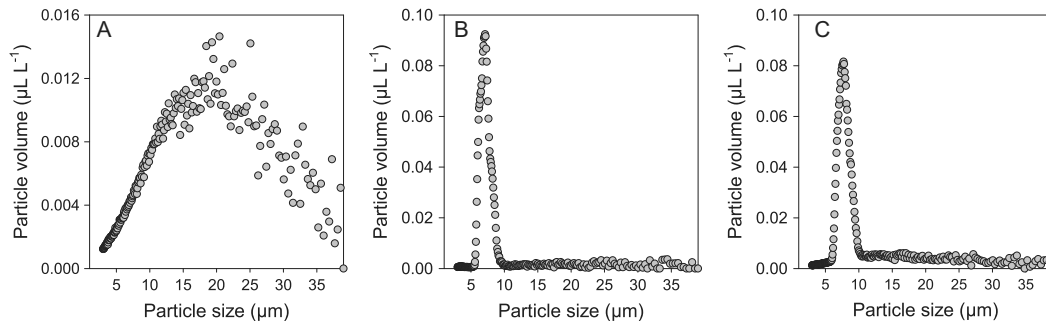 A
0.016
0.012
0.008
0.004
0.000
Particle volume (µL L⁻¹)
5 10 15 20 25 30 35
Particle size (µm)
B
0.10
0.08
0.06
0.04
0.02
0.00
Particle volume (µL L⁻¹)
5 10 15 20 25 30 35
Particle size (µm)
C
0.10
0.08
0.06
0.04
0.02
0.00
Particle volume (µL L⁻¹)
5 10 15 20 25 30 35
Particle size (µm)